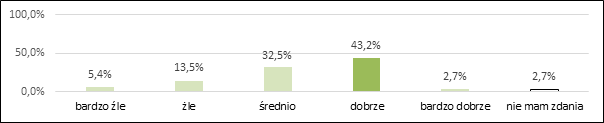 100,0%
50,0%
0,0%
5,4%
13,5%
32,5%
43,2%
2,7%
2,7%
bardzo źle
źle
średnio
dobrze
bardzo dobrze
nie mam zdania